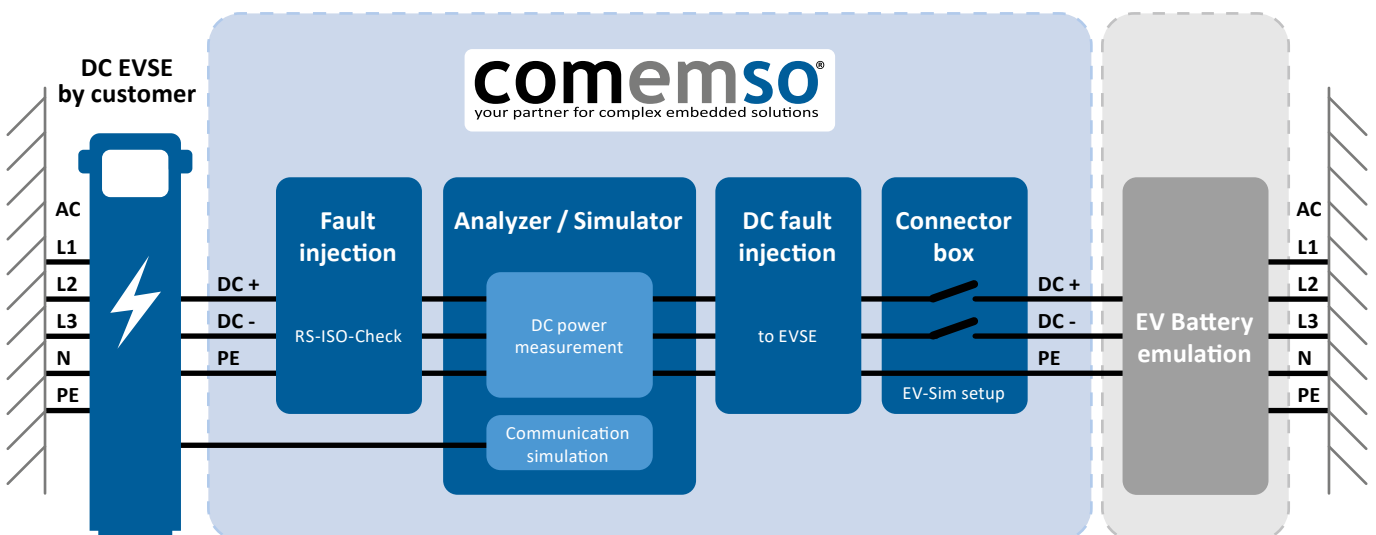 DC EVSE
by customer
comemso®
your partner for complex embedded solutions
AC
L1
L2
L3
N
PE
DC +
DC -
PE
Fault
injection
RS-ISO-Check
Analyzer / Simulator
DC power
measurement
Communication
simulation
DC fault
injection
to EVSE
Connector
box
EV-Sim setup
DC +
DC -
PE
EV Battery
emulation
AC
L1
L2
L3
N
PE